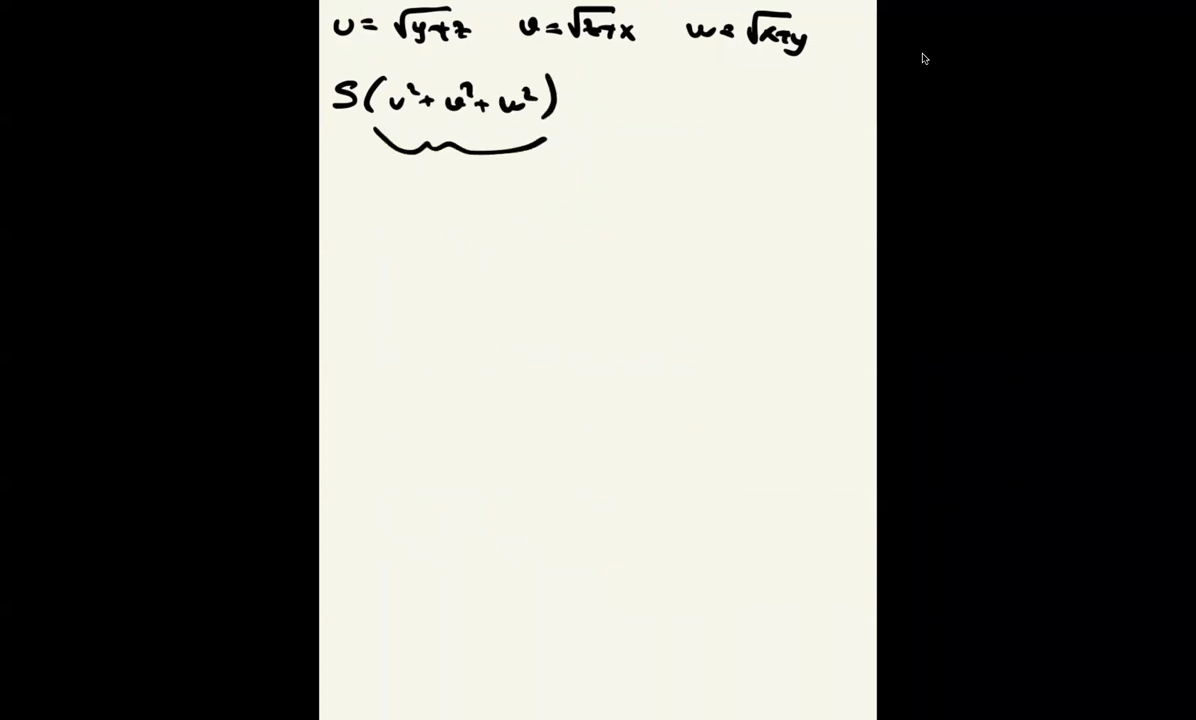 u = √y+z v = √z+x w = √x+y
S(u²+v²+w²)